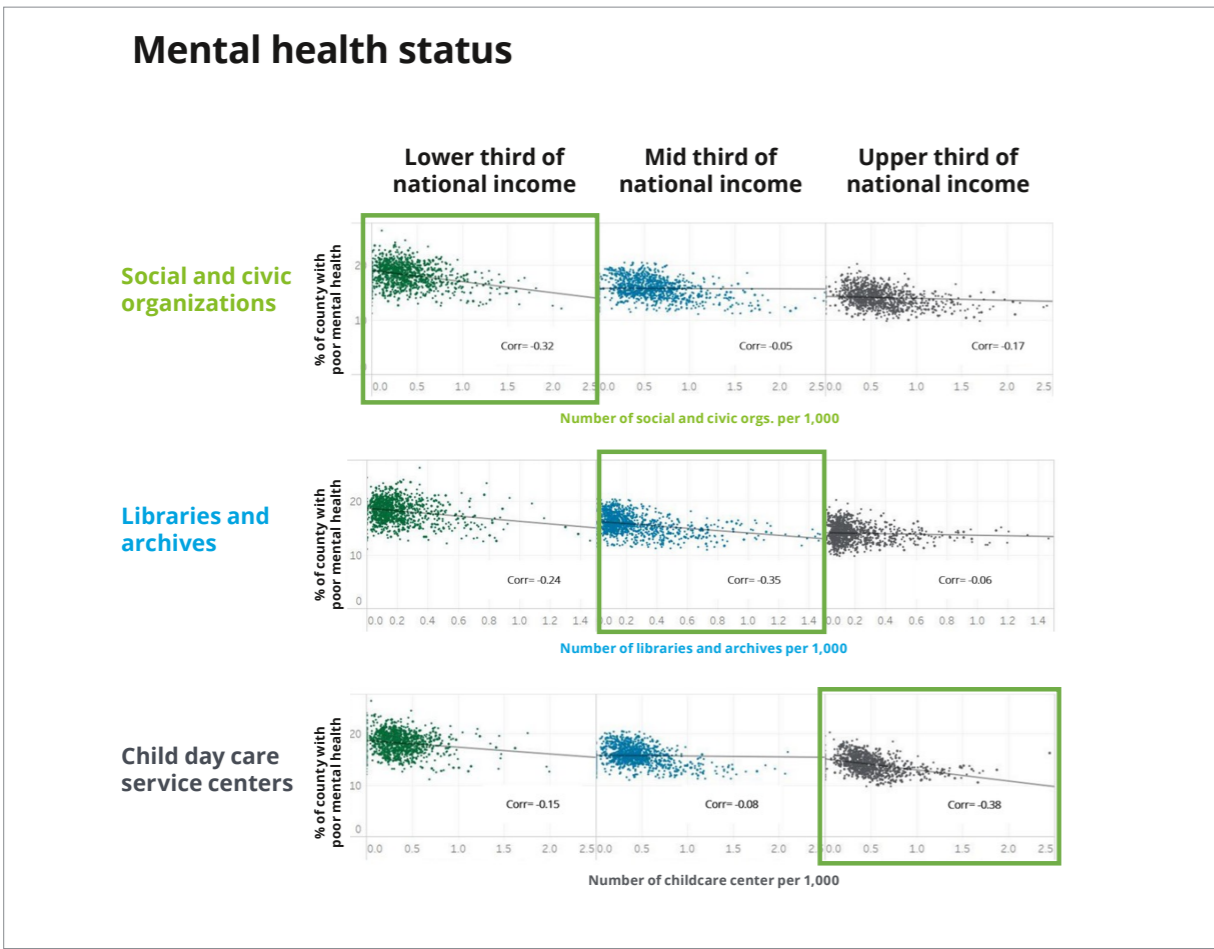 Mental health status
Lower third of
national income
Mid third of
national income
Upper third of
national income
Social and civic
organizations
% of county with
poor mental health
20
10
0
Corr= -0.32
Corr= -0.05
Corr= -0.17
0.0 0.5 1.0 1.5 2.0 2.5 0.0 0.5 1.0 1.5 2.0 2.5 0.0 0.5 1.0 1.5 2.0 2.5
Number of social and civic orgs. per 1,000
Libraries and
archives
% of county with
poor mental health
20
10
0
Corr= -0.24
Corr= -0.35
Corr= -0.06
0.0 0.2 0.4 0.6 0.8 1.0 1.2 1.4 0.0 0.2 0.4 0.6 0.8 1.0 1.2 1.4 0.0 0.2 0.4 0.6 0.8 1.0 1.2 1.4
Number of libraries and archives per 1,000
Child day care
service centers
% of county with
poor mental health
20
10
0
Corr= -0.15
Corr= -0.08
Corr= -0.38
0.0 0.5 1.0 1.5 2.0 2.5 0.0 0.5 1.0 1.5 2.0 2.5 0.0 0.5 1.0 1.5 2.0 2.5
Number of childcare center per 1,000